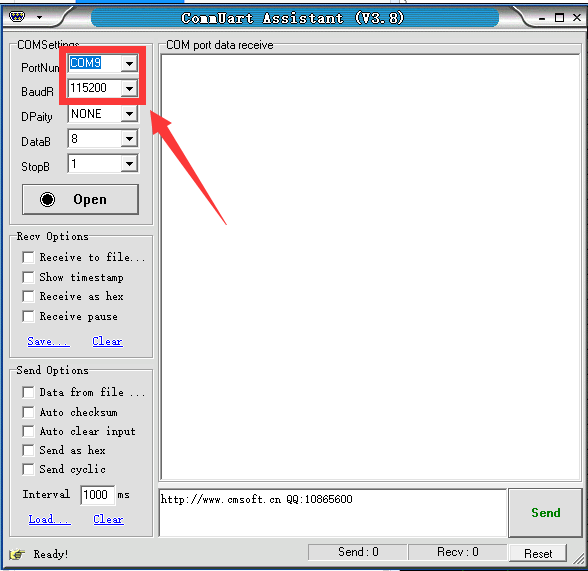 CommUart Assistant (V3.8)
COMSettings
COM port data receive
PortNum COM9
BaudR 115200
DPaity NONE
DataB 8
StopB 1
Open
Recv Options
Receive to file...
Show timestamp
Receive as hex
Receive pause
Save... Clear
Send Options
Data from file ...
Auto checksum
Auto clear input
Send as hex
Send cyclic
Interval 1000 ms
Load... Clear
http://www.cmsoft.cn QQ:10865600
Send
Ready!
Send : 0
Recv : 0
Reset